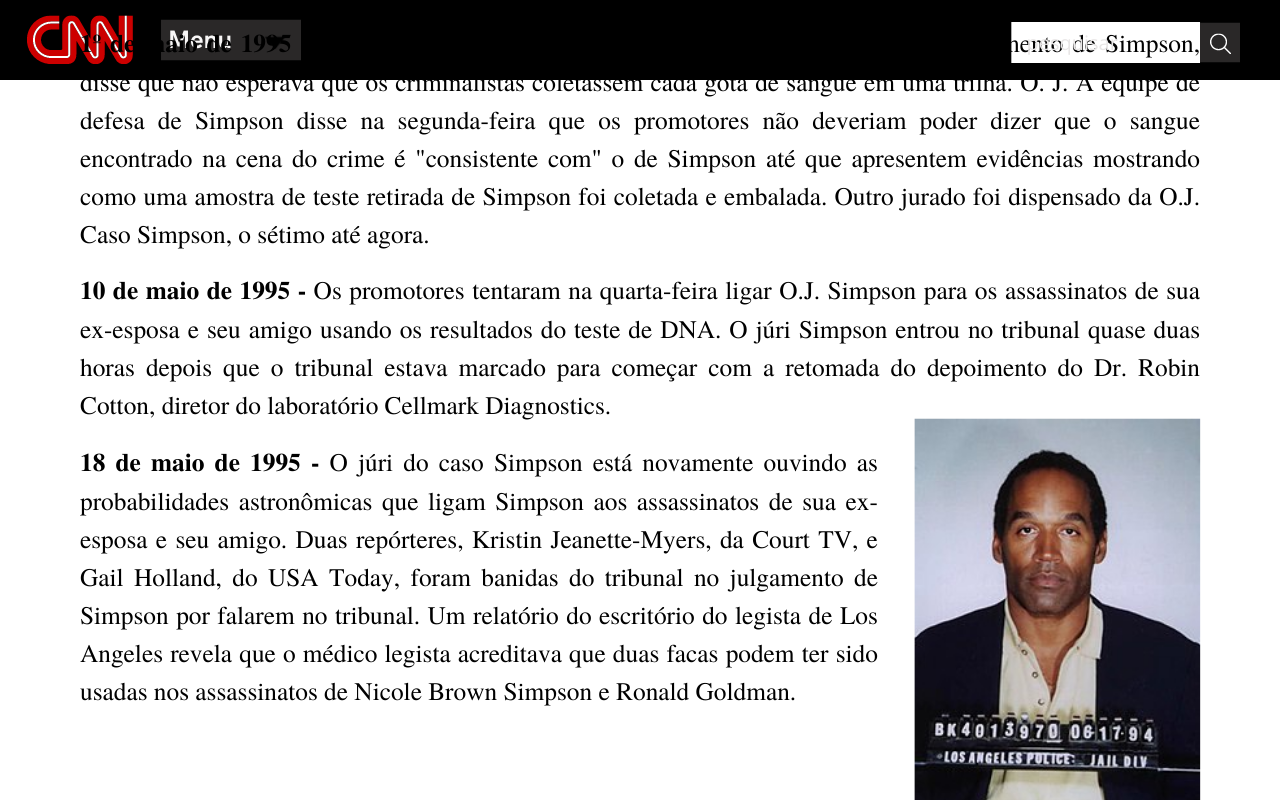 CNN
Menu
1º de maio de 1995
mento de Simpson,
disse que não esperava que os criminalistas coletassem cada gota de sangue em uma trilha. O. J. A equipe de
defesa de Simpson disse na segunda-feira que os promotores não deveriam poder dizer que o sangue
encontrado na cena do crime é "consistente com" o de Simpson até que apresentem evidências mostrando
como uma amostra de teste retirada de Simpson foi coletada e embalada. Outro jurado foi dispensado da O.J.
Caso Simpson, o sétimo até agora.
10 de maio de 1995 - Os promotores tentaram na quarta-feira ligar O.J. Simpson para os assassinatos de sua
ex-esposa e seu amigo usando os resultados do teste de DNA. O júri Simpson entrou no tribunal quase duas
horas depois que o tribunal estava marcado para começar com a retomada do depoimento do Dr. Robin
Cotton, diretor do laboratório Cellmark Diagnostics.
18 de maio de 1995 - O júri do caso Simpson está novamente ouvindo as
probabilidades astronômicas que ligam Simpson aos assassinatos de sua ex-
esposa e seu amigo. Duas repórteres, Kristin Jeanette-Myers, da Court TV, e
Gail Holland, do USA Today, foram banidas do tribunal no julgamento de
Simpson por falarem no tribunal. Um relatório do escritório do legista de Los
Angeles revela que o médico legista acreditava que duas facas podem ter sido
usadas nos assassinatos de Nicole Brown Simpson e Ronald Goldman.
BK4013970 061794
LOS ANGELES POLICE: JAIL DIV